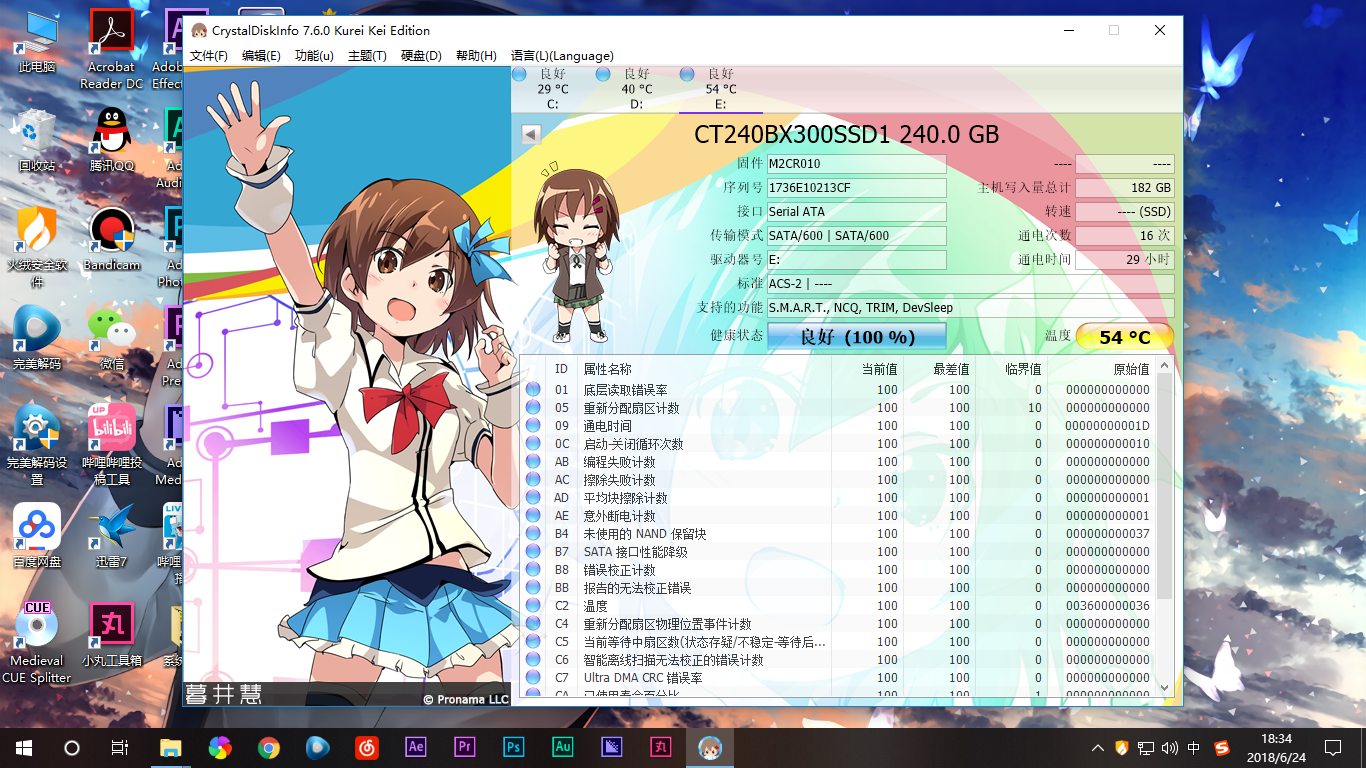 CrystalDiskInfo 7.6.0 Kurei Kei Edition
文件(F) 编辑(E) 功能(u) 主题(T) 硬盘(D) 帮助(H) 语言(L)(Language)
良好 良好 良好
29 °C 40 °C 54 °C
C: D: E:
CT240BX300SSD1 240.0 GB
固件 M2CR010 ---- ----
序列号 1736E10213CF 主机写入量总计 182 GB
接口 Serial ATA 转速 ---- (SSD)
传输模式 SATA/600 | SATA/600 通电次数 16 次
驱动器号 E: 通电时间 29 小时
标准 ACS-2 | ----
支持的功能 S.M.A.R.T., NCQ, TRIM, DevSleep
健康状态 良好 (100 %) 温度 54 °C
ID 属性名称 当前值 最差值 临界值 原始值
01 底层读取错误率 100 100 0 000000000000
05 重新分配扇区计数 100 100 10 000000000000
09 通电时间 100 100 0 00000000001D
0C 启动-关闭循环次数 100 100 0 000000000010
AB 编程失败计数 100 100 0 000000000000
AC 擦除失败计数 100 100 0 000000000000
AD 平均块擦除计数 100 100 0 000000000001
AE 意外断电计数 100 100 0 000000000001
B4 未使用的 NAND 保留块 100 100 0 000000000037
B7 SATA 接口性能降级 100 100 0 000000000000
B8 错误校正计数 100 100 0 000000000000
BB 报告的无法校正错误 100 100 0 000000000000
C2 温度 100 100 0 003600000036
C4 重新分配扇区物理位置事件计数 100 100 0 000000000000
C5 当前等待中扇区数(状态存疑/不稳定-等待后... 100 100 0 000000000000
C6 智能离线扫描无法校正的错误计数 100 100 0 000000000000
C7 Ultra DMA CRC 错误率 100 100 0 000000000000
CA 已使用寿命百分比 100 100 1 000000000000
暮井慧
© Pronama LLC
此电脑
Acrobat
Reader DC
Adob
Effect
回收站
腾讯QQ
Ad
Audi
火绒安全软
件
Bandicam
Ad
Phot
完美解码
微信
Ad
Pre
完美解码设
置
UP
bilibili
哔哩哔哩投
稿工具
Ad
Med
百度网盘
迅雷7
LIVE
哔哩
CUE
Medieval
CUE Splitter
丸
小丸工具箱
系统
Ae Pr Ps Au 丸
中
18:34
2018/6/24